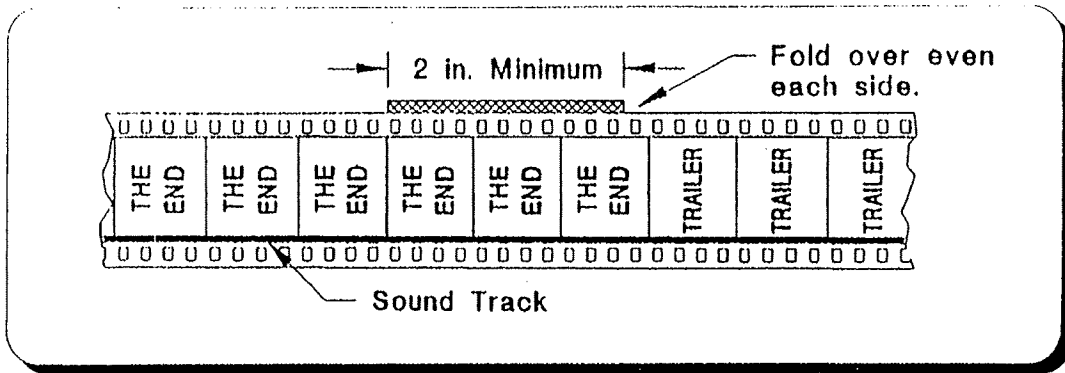 2 in. Minimum
Fold over even
each side.
THE
END
THE
END
THE
END
THE
END
THE
END
THE
END
TRAILER
TRAILER
TRAILER
Sound Track